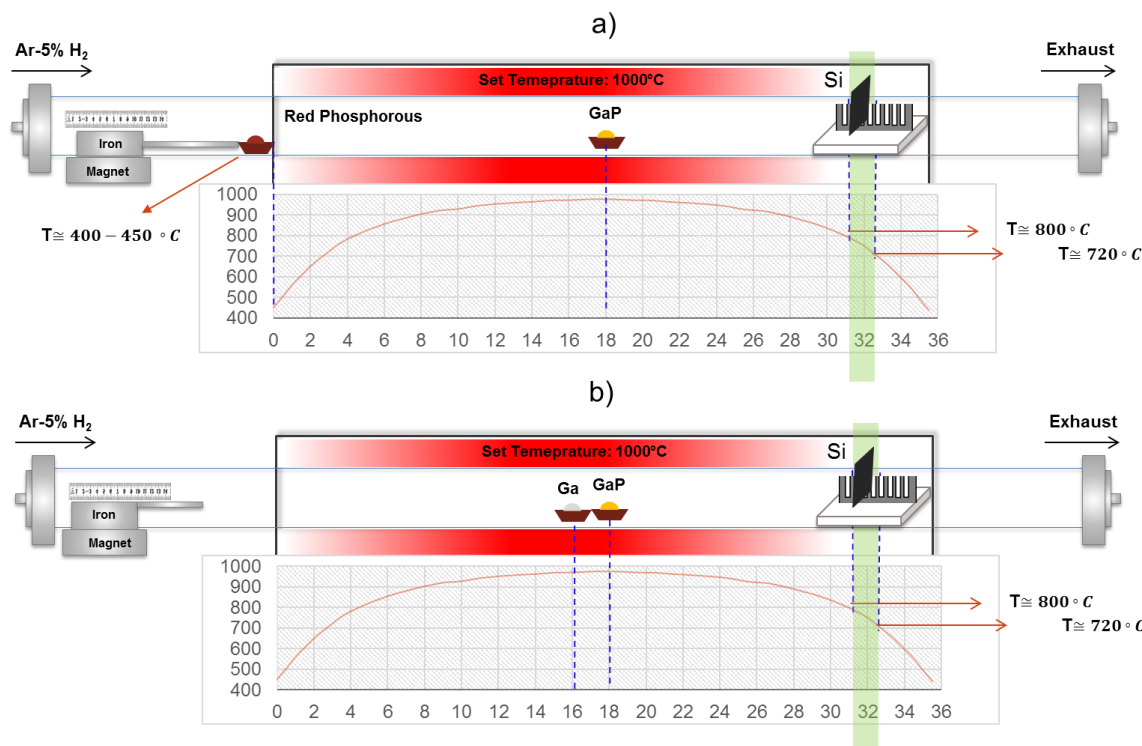 a)
Ar-5% H₂
Exhaust
Set Temeprature: 1000ºC
Si
Red Phosphorous
GaP
Iron
Magnet
T≅ 400 − 450 ∘C
1000
900
800
700
600
500
400
0 2 4 6 8 10 12 14 16 18 20 22 24 26 28 30 32 34 36
T≅ 800∘C
T≅ 720∘C
b)
Ar-5% H₂
Exhaust
Set Temeprature: 1000ºC
Si
Ga GaP
Iron
Magnet
1000
900
800
700
600
500
400
0 2 4 6 8 10 12 14 16 18 20 22 24 26 28 30 32 34 36
T≅ 800∘C
T≅ 720∘C